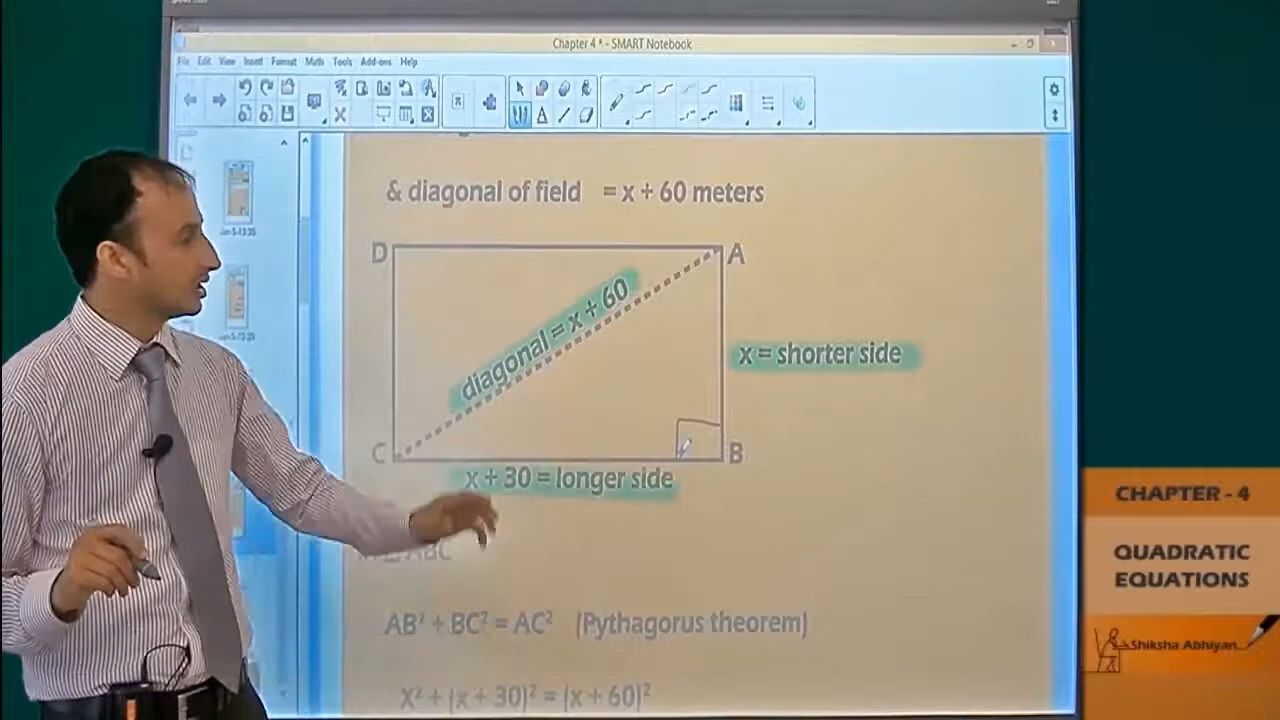 Chapter 4 * - SMART Notebook
File Edit View Insert Format Math Tools Add-ons Help
& diagonal of field = x + 60 meters
D
A
diagonal = x + 60
x = shorter side
C
B
x + 30 = longer side
ABC
AB² + BC² = AC² (Pythagorus theorem)
X² + (x + 30)² = (x + 60)²
CHAPTER - 4
QUADRATIC
EQUATIONS
Shiksha Abhiyan